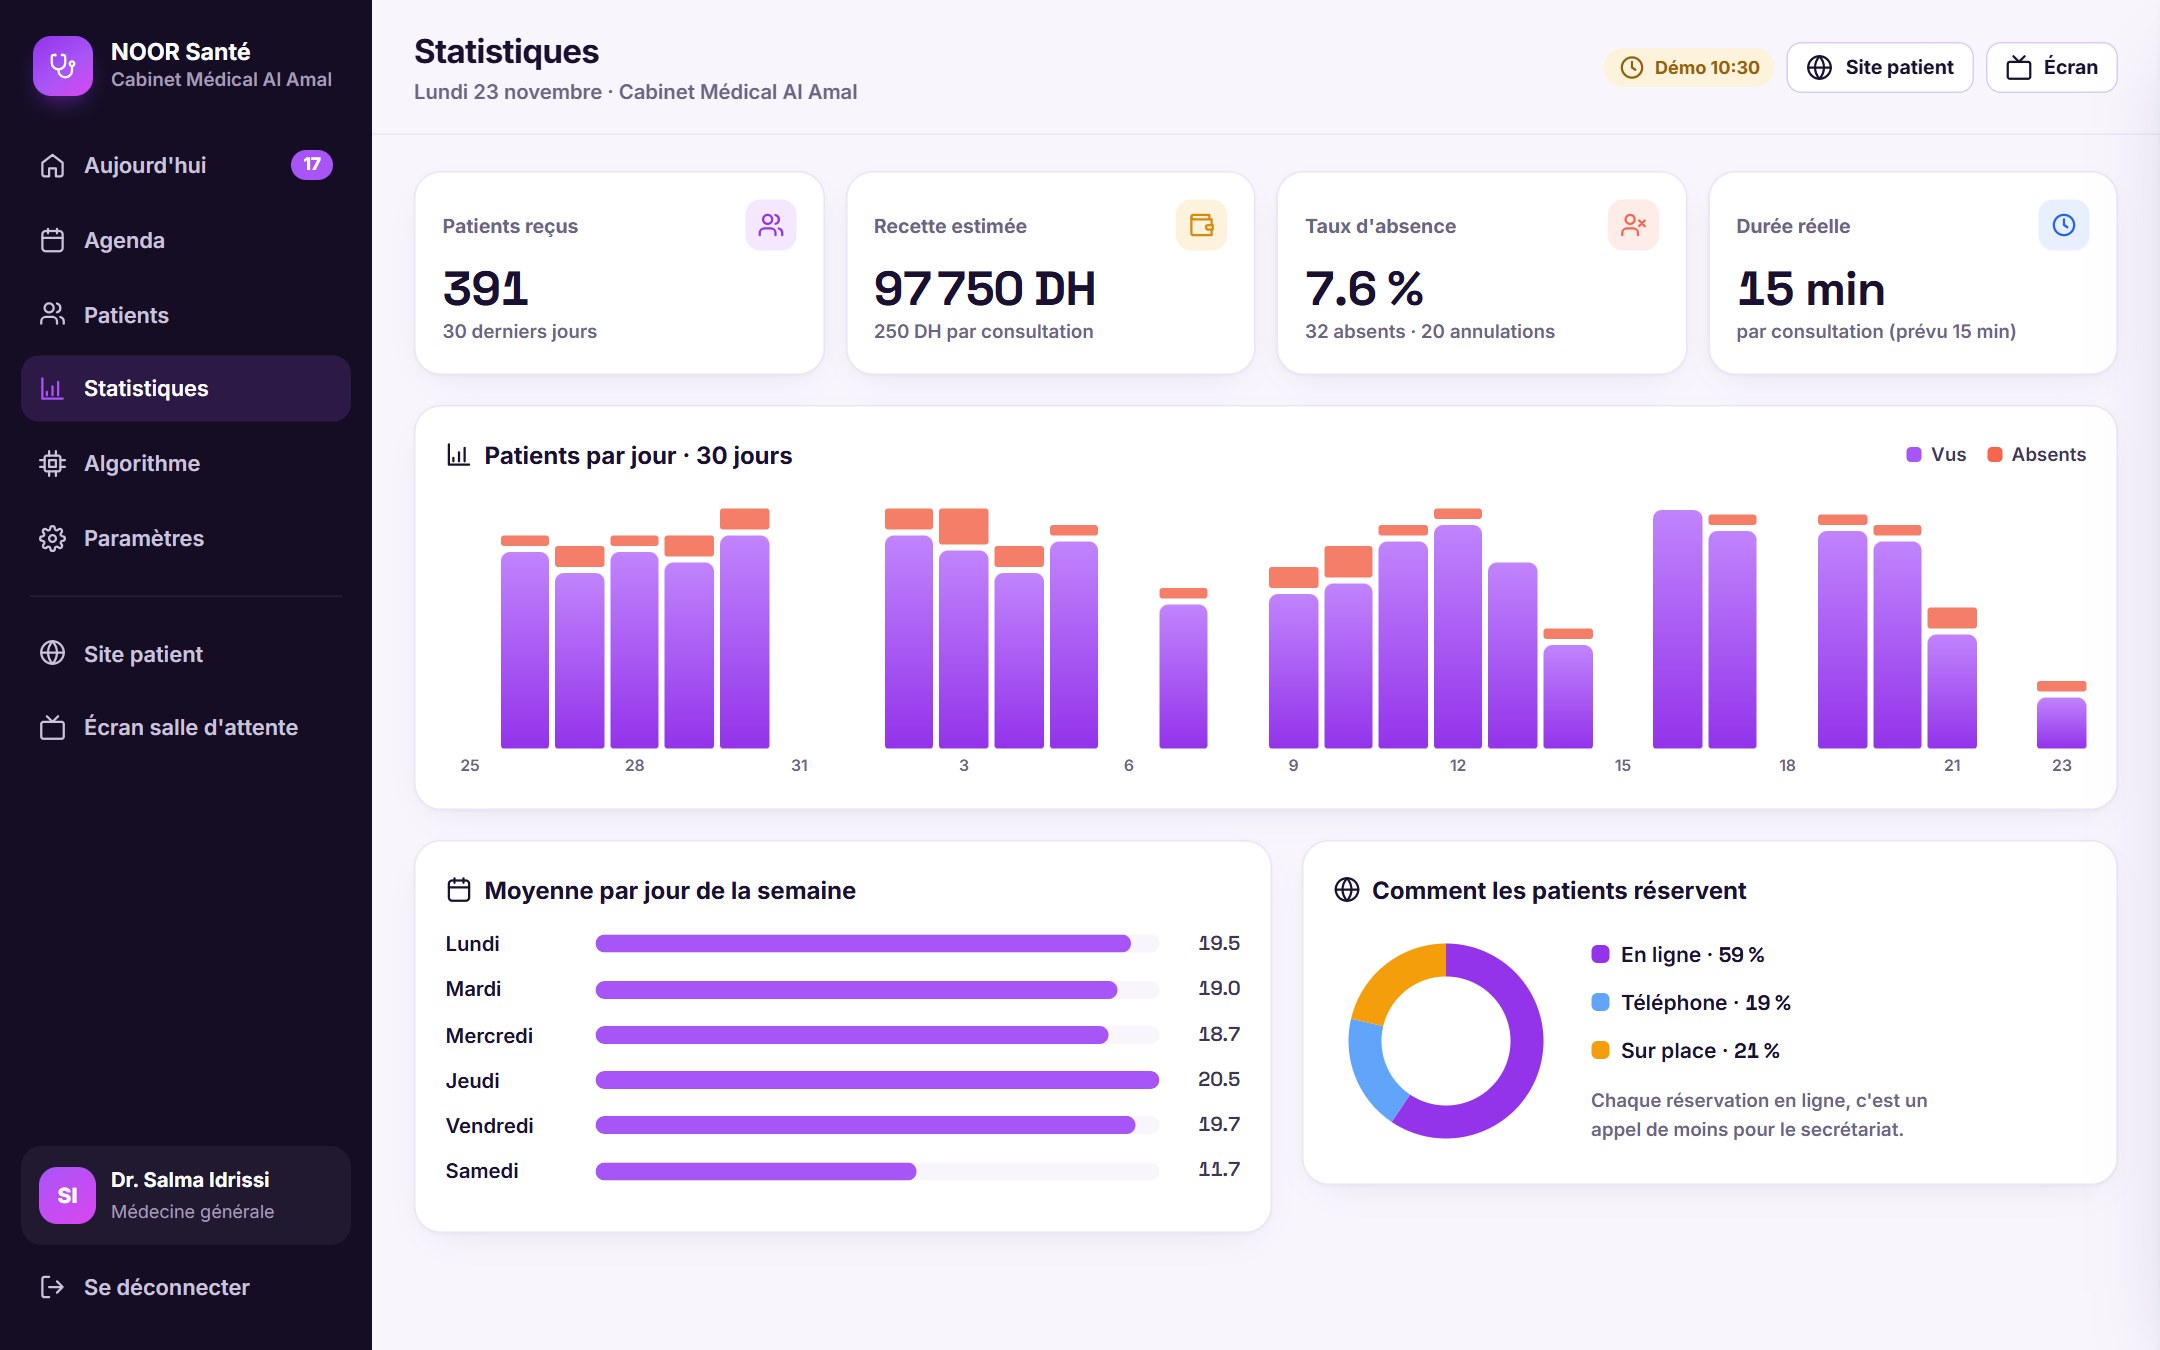 NOOR Santé
Cabinet Médical Al Amal
Aujourd'hui
17
Agenda
Patients
Statistiques
Algorithme
Paramètres
Site patient
Écran salle d'attente
SI
Dr. Salma Idrissi
Médecine générale
Se déconnecter
Statistiques
Lundi 23 novembre · Cabinet Médical Al Amal
Démo 10:30
Site patient
Écran
Patients reçus
391
30 derniers jours
Recette estimée
97 750 DH
250 DH par consultation
Taux d'absence
7.6 %
32 absents · 20 annulations
Durée réelle
15 min
par consultation (prévu 15 min)
Patients par jour · 30 jours
Vus
Absents
25 28 31 3 6 9 12 15 18 21 23
Moyenne par jour de la semaine
Lundi 19.5
Mardi 19.0
Mercredi 18.7
Jeudi 20.5
Vendredi 19.7
Samedi 11.7
Comment les patients réservent
En ligne · 59 %
Téléphone · 19 %
Sur place · 21 %
Chaque réservation en ligne, c'est un
appel de moins pour le secrétariat.